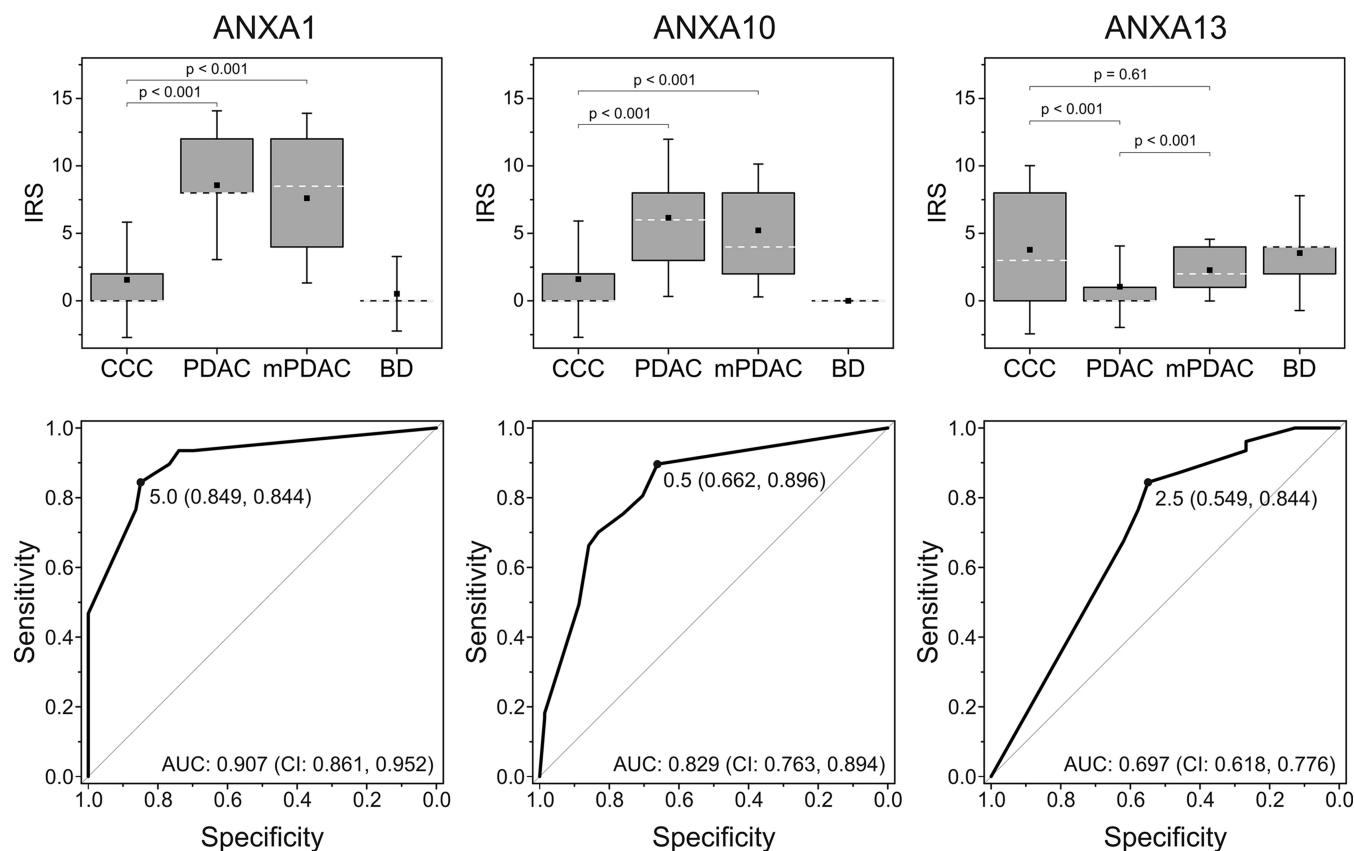 ANXA1
ANXA10
ANXA13
p < 0.001
p < 0.001
15
10
5
0
IRS
CCC PDAC mPDAC BD
p < 0.001
p < 0.001
15
10
5
0
IRS
CCC PDAC mPDAC BD
p = 0.61
p < 0.001
p < 0.001
15
10
5
0
IRS
CCC PDAC mPDAC BD
1.0
0.8
0.6
0.4
0.2
0.0
Sensitivity
5.0 (0.849, 0.844)
AUC: 0.907 (CI: 0.861, 0.952)
1.0 0.8 0.6 0.4 0.2 0.0
Specificity
1.0
0.8
0.6
0.4
0.2
0.0
Sensitivity
0.5 (0.662, 0.896)
AUC: 0.829 (CI: 0.763, 0.894)
1.0 0.8 0.6 0.4 0.2 0.0
Specificity
1.0
0.8
0.6
0.4
0.2
0.0
Sensitivity
2.5 (0.549, 0.844)
AUC: 0.697 (CI: 0.618, 0.776)
1.0 0.8 0.6 0.4 0.2 0.0
Specificity